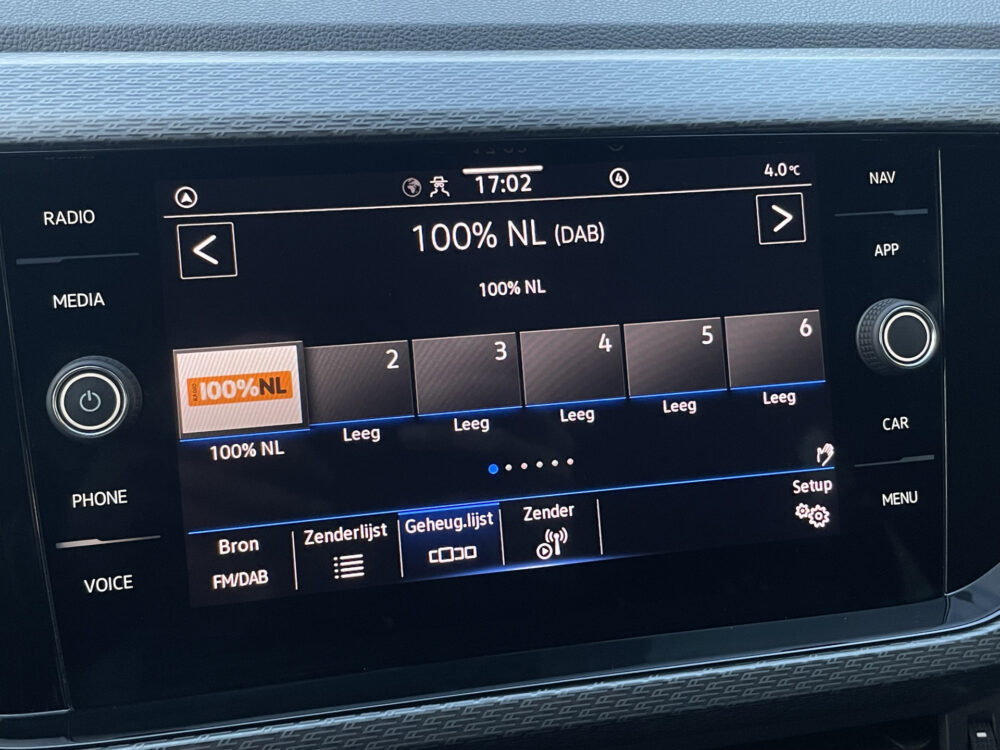 RADIO
MEDIA
PHONE
VOICE
NAV
APP
CAR
MENU
17:02
4
4.0°C
<
100% NL (DAB)
>
100% NL
RADIO 100%NL
2
3
4
5
6
100% NL
Leeg
Leeg
Leeg
Leeg
Leeg
Bron
FM/DAB
Zenderlijst
Geheug.lijst
Zender
Setup